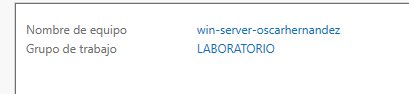 Nombre de equipo win-server-oscarhernandez
Grupo de trabajo LABORATORIO